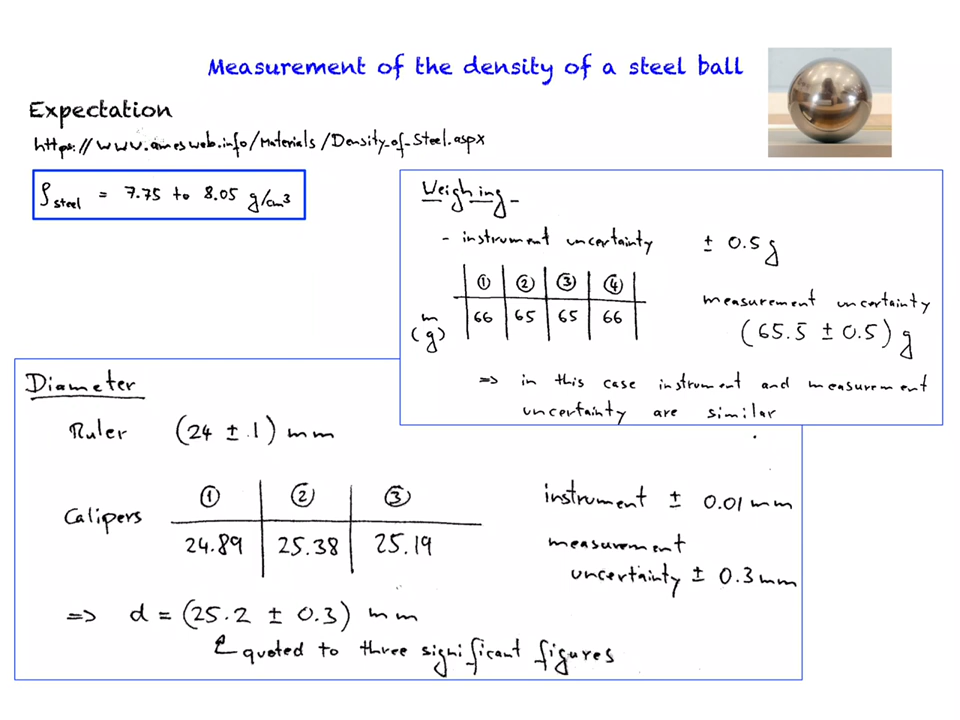 Measurement of the density of a steel ball
Expectation
https://www.amesweb.info/Materials/Density_of_Steel.aspx
ρ steel = 7.75 to 8.05 g/cm³
Weighing
- instrument uncertainty ± 0.5 g
① ② ③ ④
m (g) 66 65 65 66
measurement uncertainty
(65.5 ± 0.5) g
=> in this case instrument and measurement
uncertainty are similar
Diameter
Ruler (24 ± 1) mm
① ② ③
Calipers 24.89 25.38 25.19
instrument ± 0.01 mm
measurement
uncertainty ± 0.3 mm
=> d = (25.2 ± 0.3) mm
quoted to three significant figures